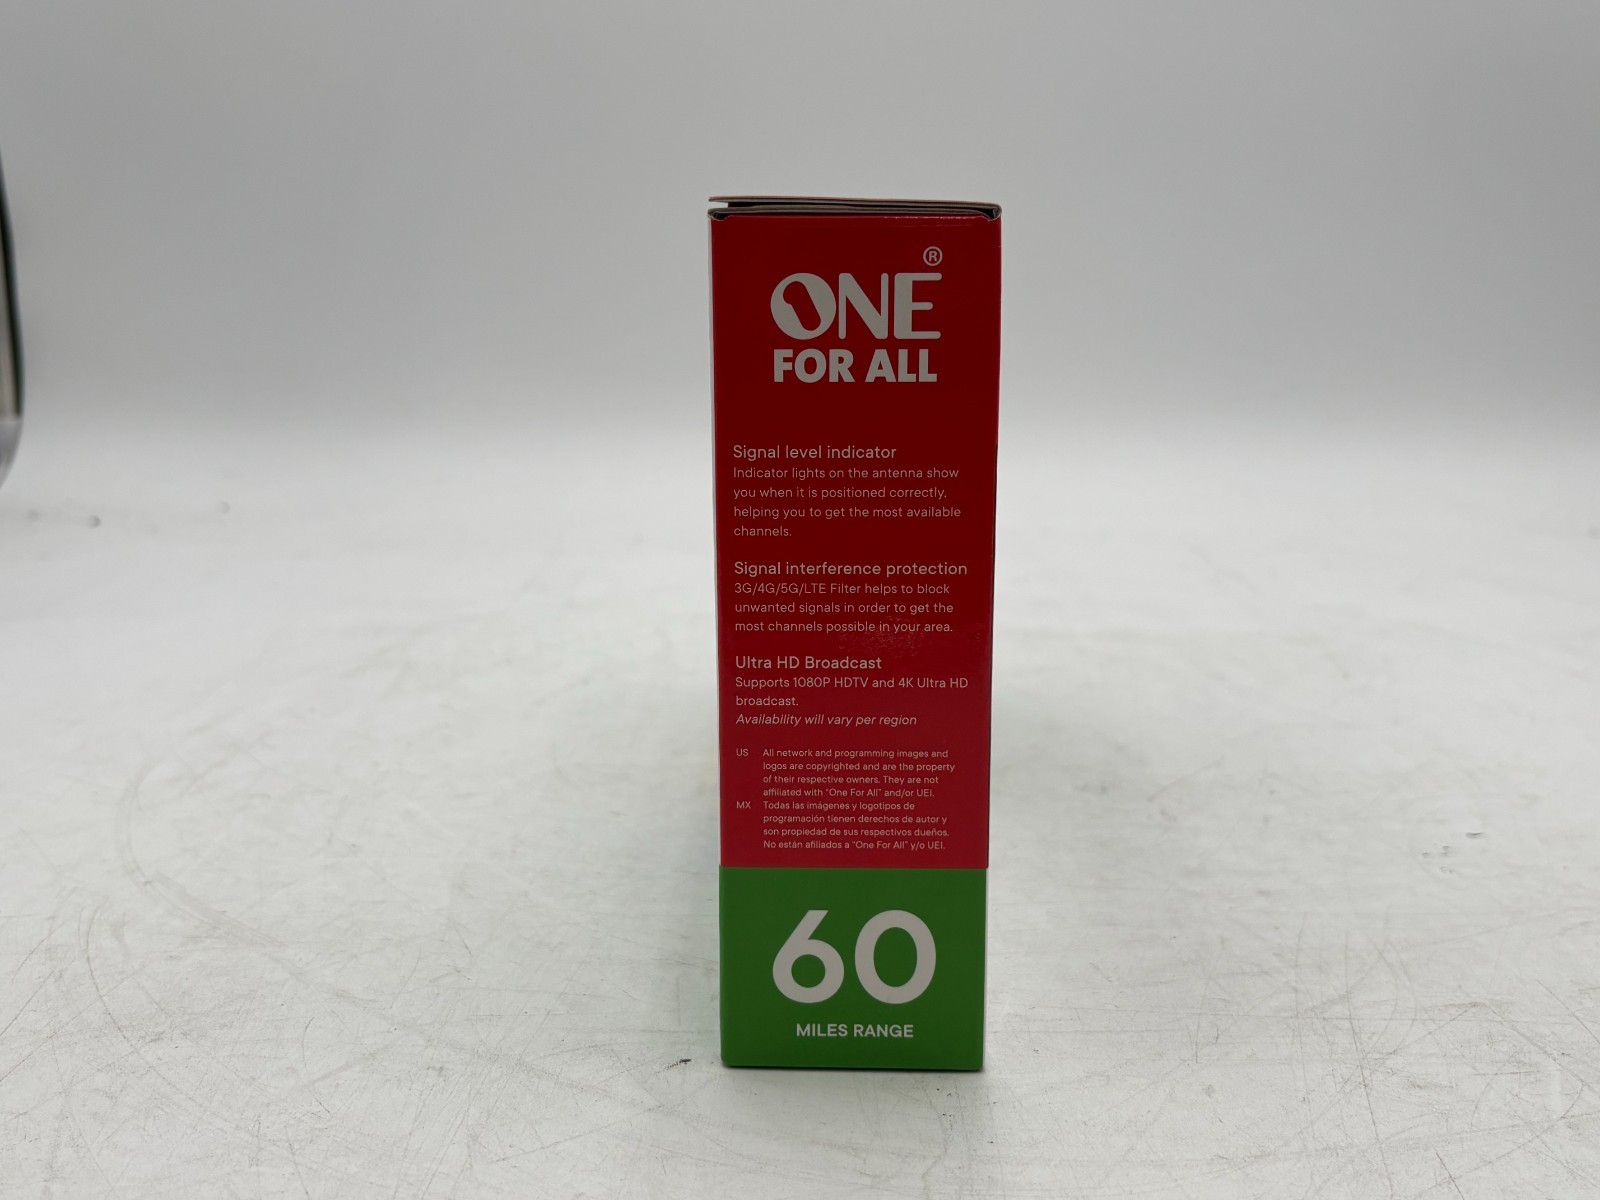 ONE®
FOR ALL
Signal level indicator
Indicator lights on the antenna show
you when it is positioned correctly,
helping you to get the most available
channels.
Signal interference protection
3G/4G/5G/LTE Filter helps to block
unwanted signals in order to get the
most channels possible in your area.
Ultra HD Broadcast
Supports 1080P HDTV and 4K Ultra HD
broadcast.
Availability will vary per region
US All network and programming images and
logos are copyrighted and are the property
of their respective owners. They are not
affiliated with "One For All" and/or UEI.
MX Todas las imágenes y logotipos de
programación tienen derechos de autor y
son propiedad de sus respectivos dueños.
No están afiliados a "One For All" y/o UEI.
60
MILES RANGE